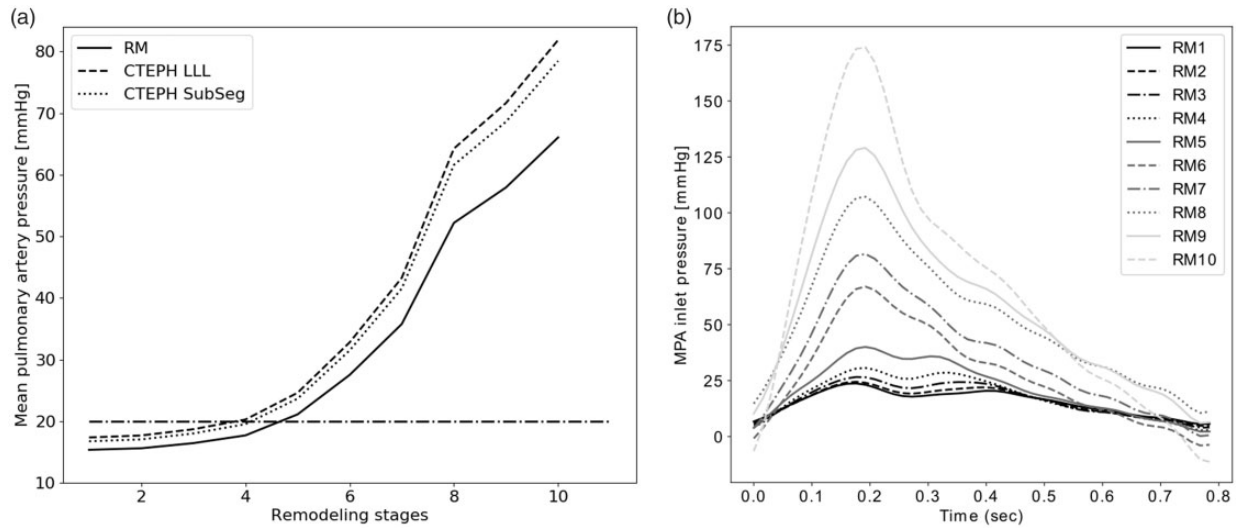 (a)
Mean pulmonary artery pressure [mmHg]
80
70
60
50
40
30
20
10
RM
CTEPH LLL
CTEPH SubSeg
2
4
6
8
10
Remodeling stages
(b)
MPA inlet pressure [mmHg]
175
150
125
100
75
50
25
0
RM1
RM2
RM3
RM4
RM5
RM6
RM7
RM8
RM9
RM10
0.0
0.1
0.2
0.3
0.4
0.5
0.6
0.7
0.8
Time (sec)